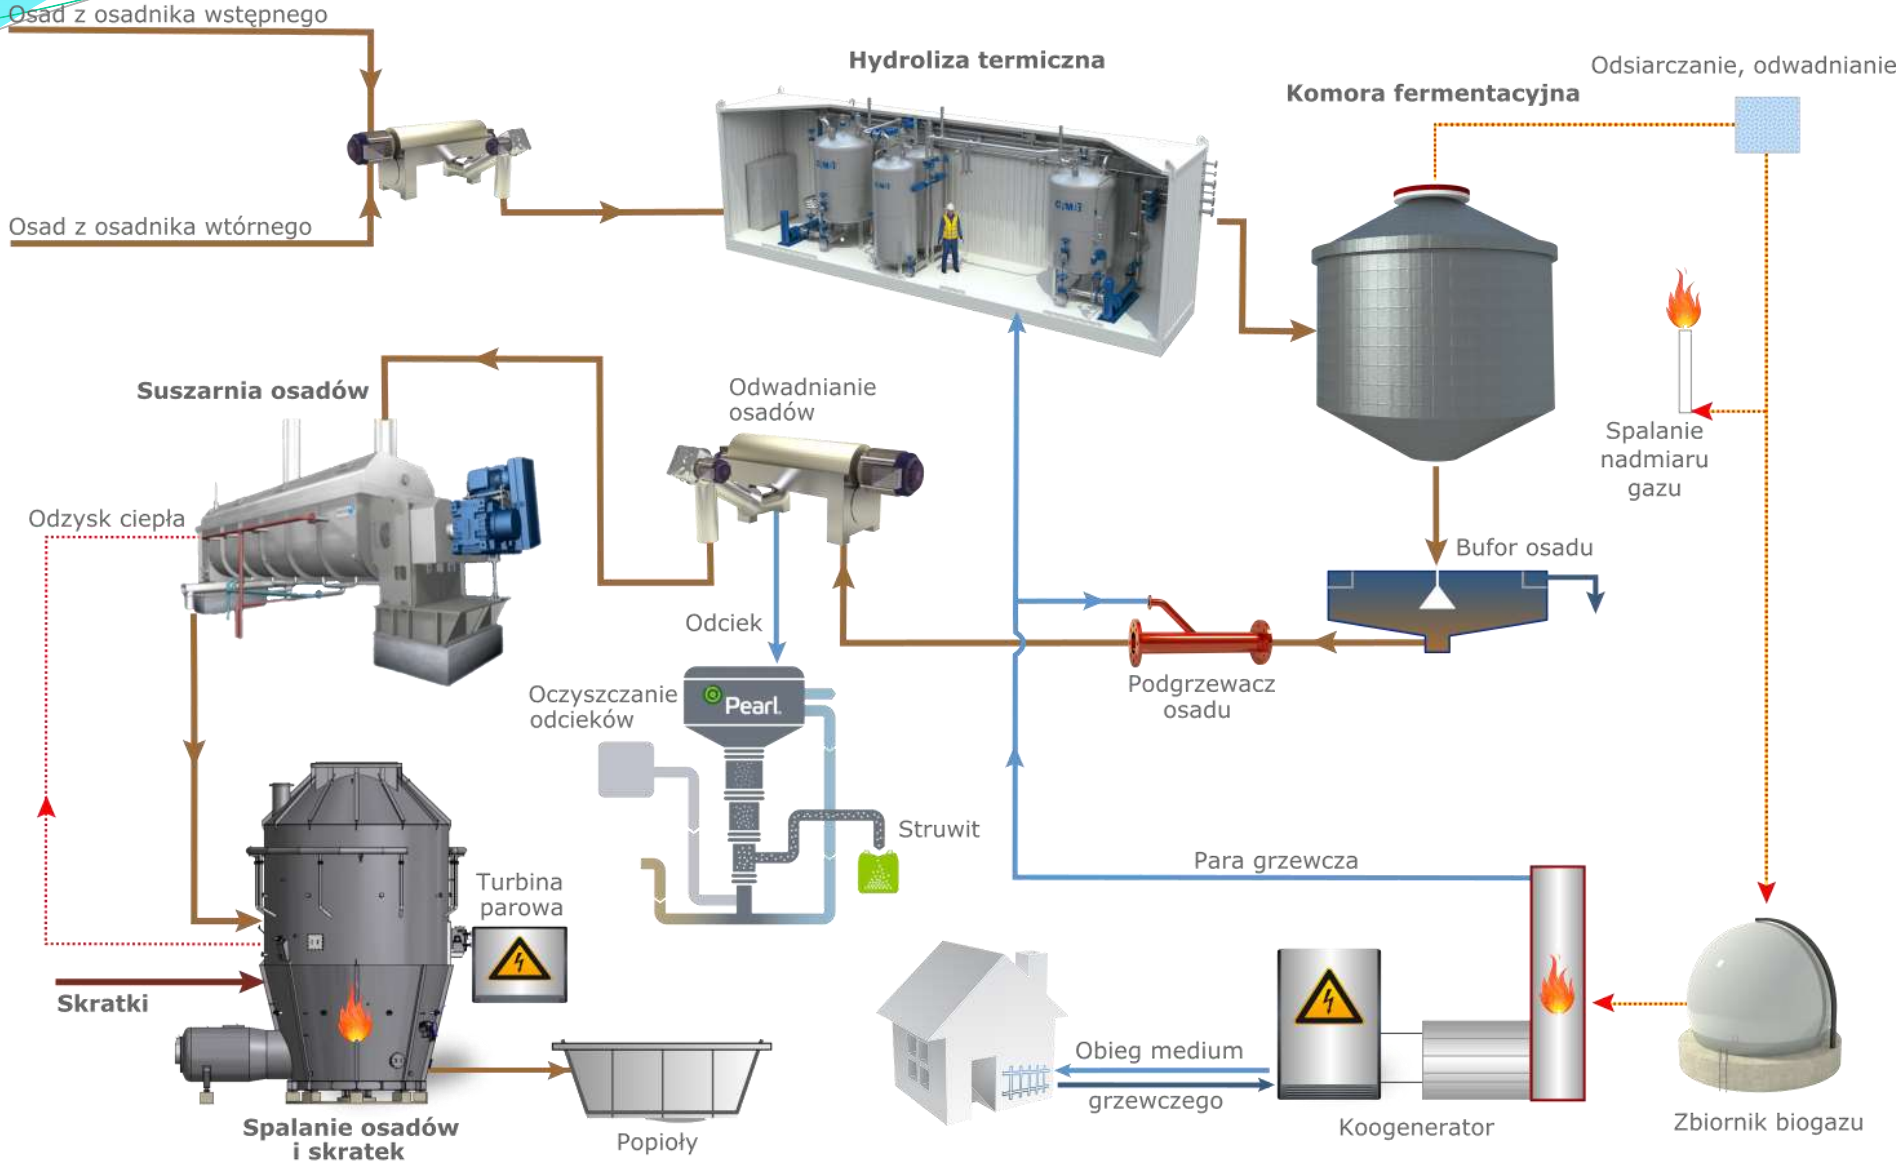 Osad z osadnika wstępnego
Hydroliza termiczna
Odsiarczanie, odwadnianie
Komora fermentacyjna
Osad z osadnika wtórnego
Suszarnia osadów
Odwadnianie
osadów
Spalanie
nadmiaru
gazu
Odzysk ciepła
Bufor osadu
Odciek
Podgrzewacz
osadu
Oczyszczanie
odcieków
Pearl.
Struwit
Para grzewcza
Turbina
parowa
Skratki
Obieg medium
grzewczego
Spalanie osadów
i skratek
Popioły
Koogenerator
Zbiornik biogazu